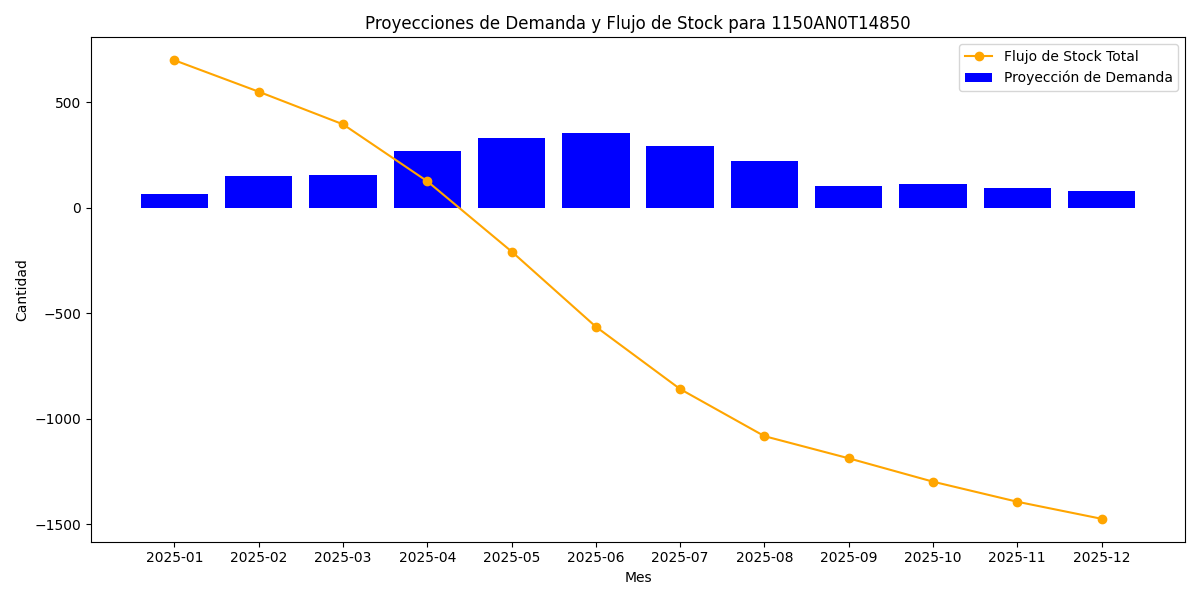 Proyecciones de Demanda y Flujo de Stock para 1150AN0T14850
Flujo de Stock Total
Proyección de Demanda
Cantidad
500
0
−500
−1000
−1500
2025-01 2025-02 2025-03 2025-04 2025-05 2025-06 2025-07 2025-08 2025-09 2025-10 2025-11 2025-12
Mes